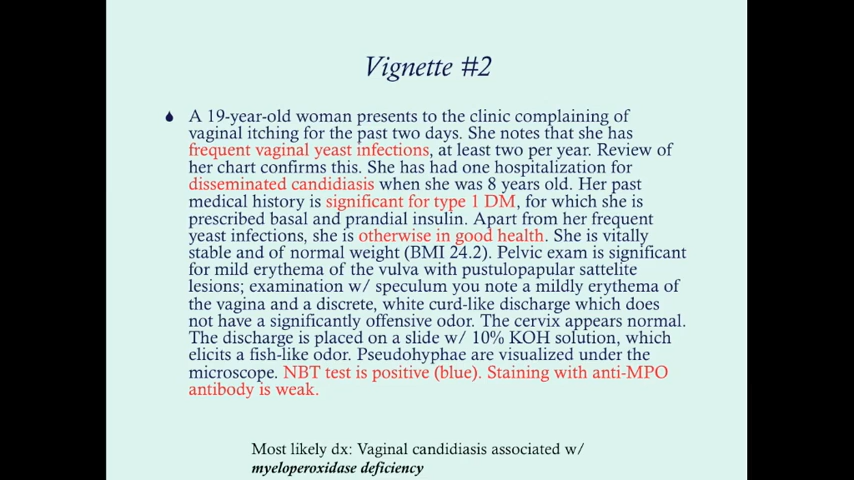 Vignette #2
A 19-year-old woman presents to the clinic complaining of
vaginal itching for the past two days. She notes that she has
frequent vaginal yeast infections, at least two per year. Review of
her chart confirms this. She has had one hospitalization for
disseminated candidiasis when she was 8 years old. Her past
medical history is significant for type 1 DM, for which she is
prescribed basal and prandial insulin. Apart from her frequent
yeast infections, she is otherwise in good health. She is vitally
stable and of normal weight (BMI 24.2). Pelvic exam is significant
for mild erythema of the vulva with pustulopapular sattelite
lesions; examination w/ speculum you note a mildly erythema of
the vagina and a discrete, white curd-like discharge which does
not have a significantly offensive odor. The cervix appears normal.
The discharge is placed on a slide w/ 10% KOH solution, which
elicits a fish-like odor. Pseudohyphae are visualized under the
microscope. NBT test is positive (blue). Staining with anti-MPO
antibody is weak.
Most likely dx: Vaginal candidiasis associated w/
myeloperoxidase deficiency